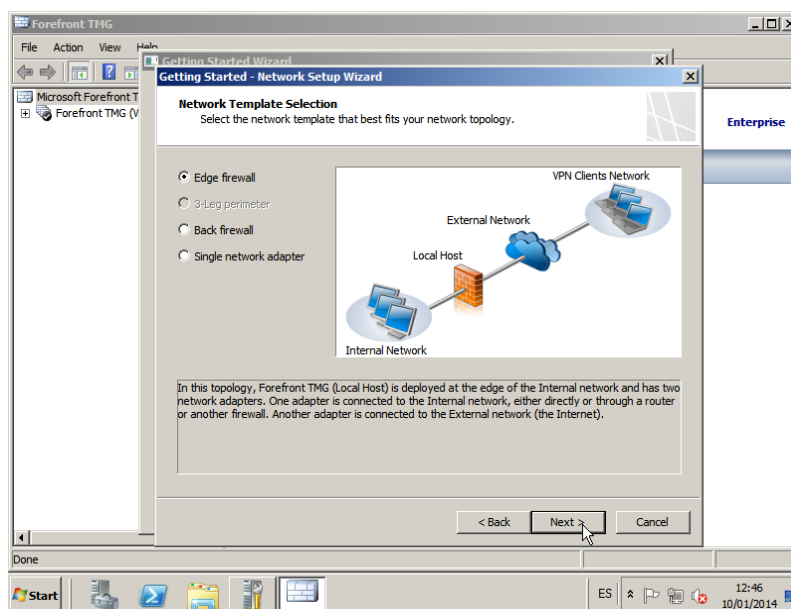 Forefront TMG
File Action View Help
Getting Started Wizard
Getting Started - Network Setup Wizard
Microsoft Forefront T
Forefront TMG (V
Network Template Selection
Select the network template that best fits your network topology.
Enterprise
Edge firewall
3-Leg perimeter
Back firewall
Single network adapter
VPN Clients Network
External Network
Local Host
Internal Network
In this topology, Forefront TMG (Local Host) is deployed at the edge of the Internal network and has two
network adapters. One adapter is connected to the Internal network, either directly or through a router
or another firewall. Another adapter is connected to the External network (the Internet).
< Back Next > Cancel
Done
Start ES 12:46
10/01/2014